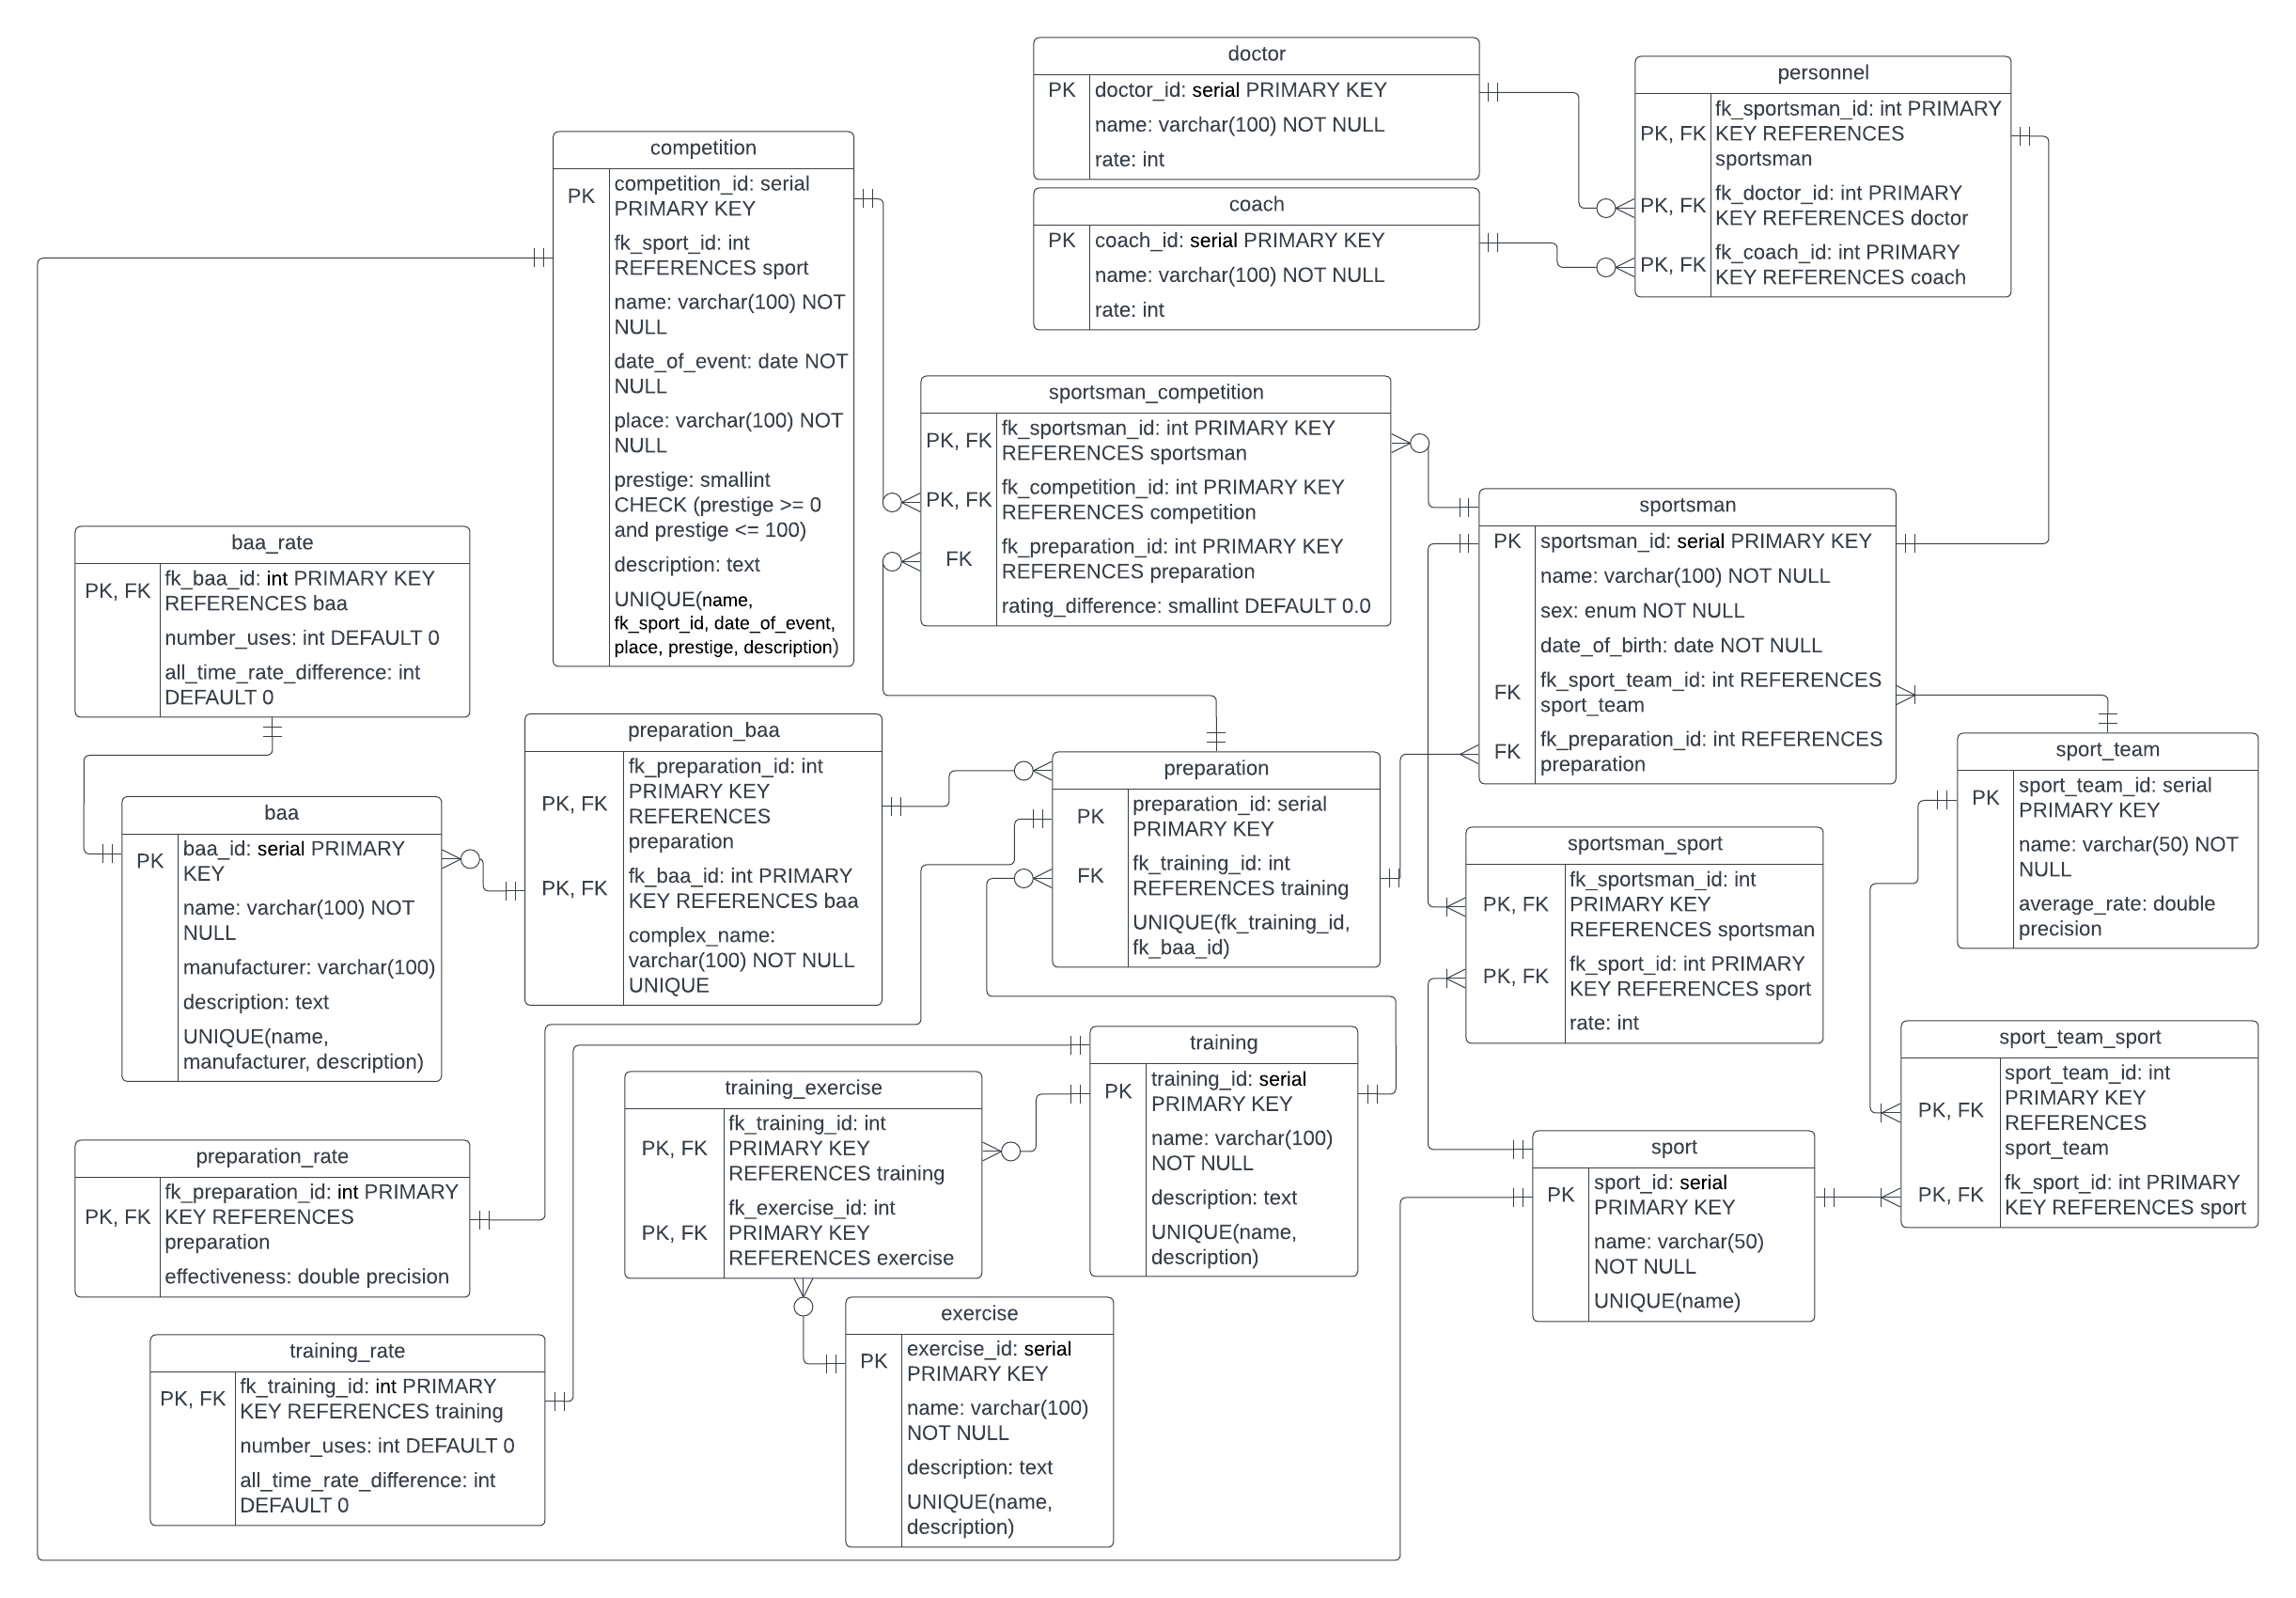 doctor
PK
doctor_id: serial PRIMARY KEY
name: varchar(100) NOT NULL
rate: int
personnel
PK, FK
fk_sportsman_id: int PRIMARY
KEY REFERENCES
sportsman
PK, FK
fk_doctor_id: int PRIMARY
KEY REFERENCES doctor
PK, FK
fk_coach_id: int PRIMARY
KEY REFERENCES coach
coach
PK
coach_id: serial PRIMARY KEY
name: varchar(100) NOT NULL
rate: int
competition
PK
competition_id: serial
PRIMARY KEY
fk_sport_id: int
REFERENCES sport
name: varchar(100) NOT
NULL
date_of_event: date NOT
NULL
place: varchar(100) NOT
NULL
prestige: smallint
CHECK (prestige >= 0
and prestige <= 100)
description: text
UNIQUE(name,
fk_sport_id, date_of_event,
place, prestige, description)
sportsman_competition
PK, FK
fk_sportsman_id: int PRIMARY KEY
REFERENCES sportsman
PK, FK
fk_competition_id: int PRIMARY KEY
REFERENCES competition
FK
fk_preparation_id: int PRIMARY KEY
REFERENCES preparation
rating_difference: smallint DEFAULT 0.0
sportsman
PK
sportsman_id: serial PRIMARY KEY
name: varchar(100) NOT NULL
sex: enum NOT NULL
date_of_birth: date NOT NULL
FK
fk_sport_team_id: int REFERENCES
sport_team
FK
fk_preparation_id: int REFERENCES
preparation
baa_rate
PK, FK
fk_baa_id: int PRIMARY KEY
REFERENCES baa
number_uses: int DEFAULT 0
all_time_rate_difference: int
DEFAULT 0
preparation_baa
PK, FK
fk_preparation_id: int
PRIMARY KEY
REFERENCES
preparation
PK, FK
fk_baa_id: int PRIMARY
KEY REFERENCES baa
complex_name:
varchar(100) NOT NULL
UNIQUE
preparation
PK
preparation_id: serial
PRIMARY KEY
FK
fk_training_id: int
REFERENCES training
UNIQUE(fk_training_id,
fk_baa_id)
sport_team
PK
sport_team_id: serial
PRIMARY KEY
name: varchar(50) NOT
NULL
average_rate: double
precision
baa
PK
baa_id: serial PRIMARY
KEY
name: varchar(100) NOT
NULL
manufacturer: varchar(100)
description: text
UNIQUE(name,
manufacturer, description)
sportsman_sport
PK, FK
fk_sportsman_id: int
PRIMARY KEY
REFERENCES sportsman
PK, FK
fk_sport_id: int PRIMARY
KEY REFERENCES sport
rate: int
training
PK
training_id: serial
PRIMARY KEY
name: varchar(100)
NOT NULL
description: text
UNIQUE(name,
description)
sport_team_sport
PK, FK
sport_team_id: int
PRIMARY KEY
REFERENCES
sport_team
PK, FK
fk_sport_id: int PRIMARY
KEY REFERENCES sport
training_exercise
PK, FK
fk_training_id: int
PRIMARY KEY
REFERENCES training
PK, FK
fk_exercise_id: int
PRIMARY KEY
REFERENCES exercise
sport
PK
sport_id: serial
PRIMARY KEY
name: varchar(50)
NOT NULL
UNIQUE(name)
preparation_rate
PK, FK
fk_preparation_id: int PRIMARY
KEY REFERENCES
preparation
effectiveness: double precision
exercise
PK
exercise_id: serial
PRIMARY KEY
name: varchar(100)
NOT NULL
description: text
UNIQUE(name,
description)
training_rate
PK, FK
fk_training_id: int PRIMARY
KEY REFERENCES training
number_uses: int DEFAULT 0
all_time_rate_difference: int
DEFAULT 0